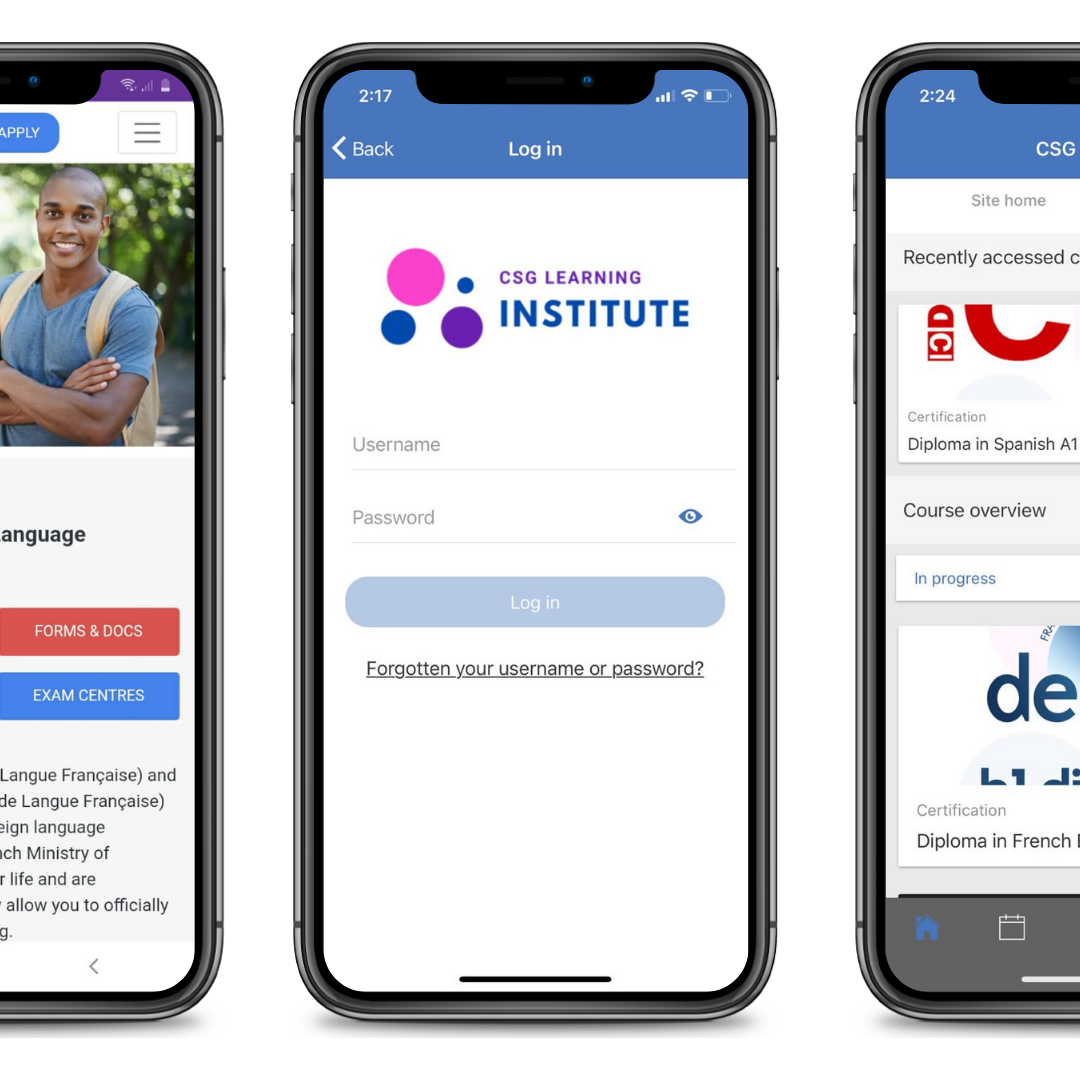 APPLY
anguage
FORMS & DOCS
EXAM CENTRES
Langue Française) and
de Langue Française)
eign language
nch Ministry of
r life and are
allow you to officially
g.
2:17
Back
Log in
CSG LEARNING
INSTITUTE
Username
Password
Log in
Forgotten your username or password?
2:24
CSG
Site home
Recently accessed c
Certification
Diploma in Spanish A1
Course overview
In progress
FRA
de
b1 di
Certification
Diploma in French